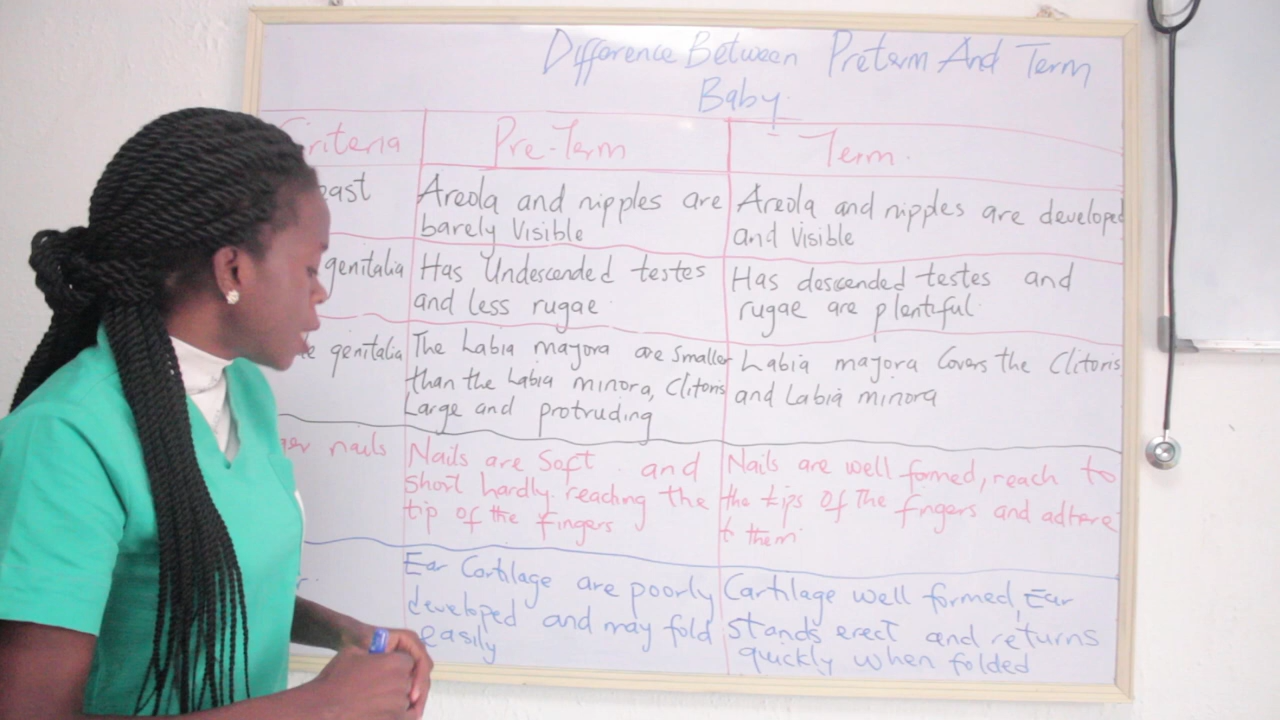 Difference Between Preterm And Term
Baby.
Criteria
Pre-Term
Term.
Areola and nipples are
barely Visible
Areola and nipples are developed
and Visible
genitalia
Has Undescended testes
and less rugae.
Has descended testes and
rugae are plentiful.
genitalia
The Labia majora are Smaller
than the Labia minora, Clitoris
Large and protruding
Labia majora Covers the Clitoris
and Labia minora
nails
Nails are Soft and
Short hardly reaching the
tip of the fingers
Nails are well formed, reach to
the tips of the fingers and adhere
to them.
Ear Cartilage are poorly
developed and may fold
easily
Cartilage well formed, Ear
stands erect and returns
quickly when folded